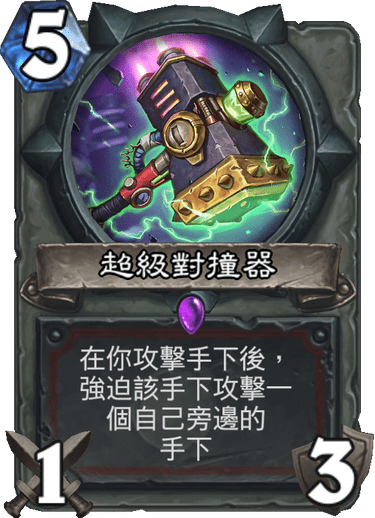 5
超級對撞器
在你攻擊手下後，
強迫該手下攻擊一
個自己旁邊的
手下
1
3